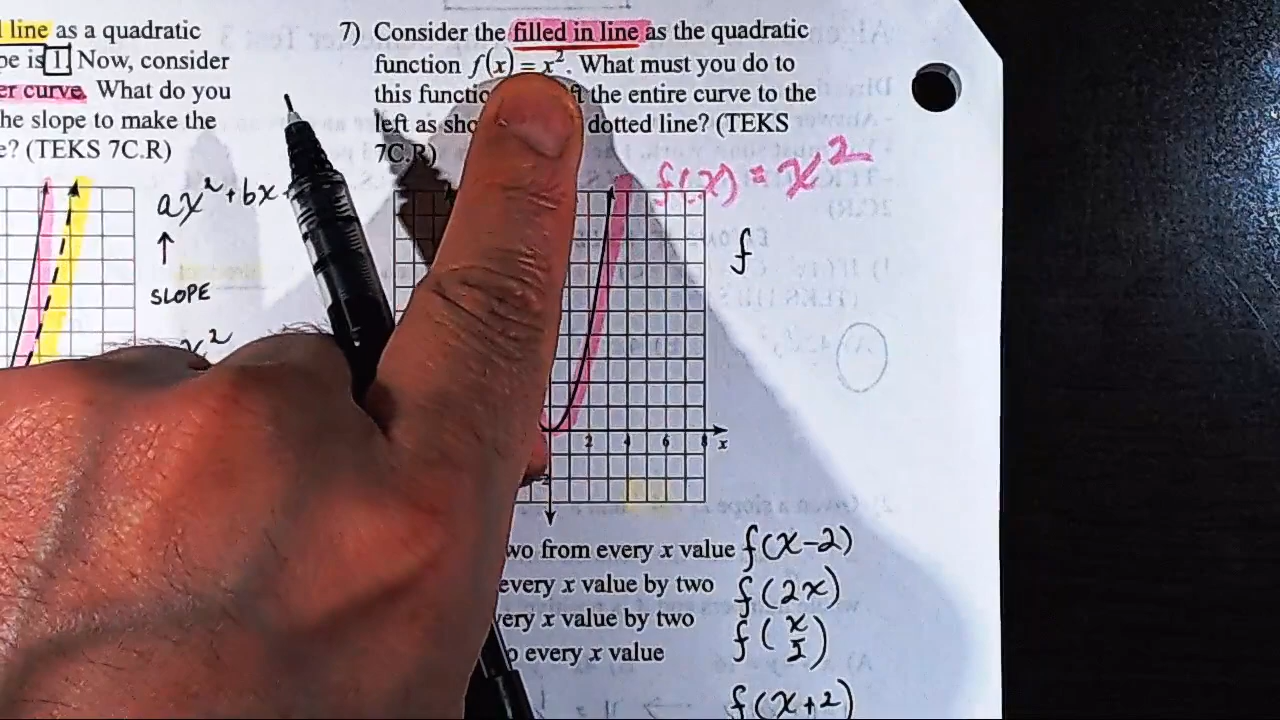 line as a quadratic
pe is 1 Now, consider
er curve. What do you
he slope to make the
e? (TEKS 7C.R)
ax²+bx+
SLOPE
x²
7) Consider the filled in line as the quadratic
function f(x) = x². What must you do to
this functio the entire curve to the
left as sho dotted line? (TEKS
7C.R)
f(x) = x²
f
2 4 6 8 x
wo from every x value f(x-2)
every x value by two f(2x)
ery x value by two f(x/2)
o every x value
f(x+2)